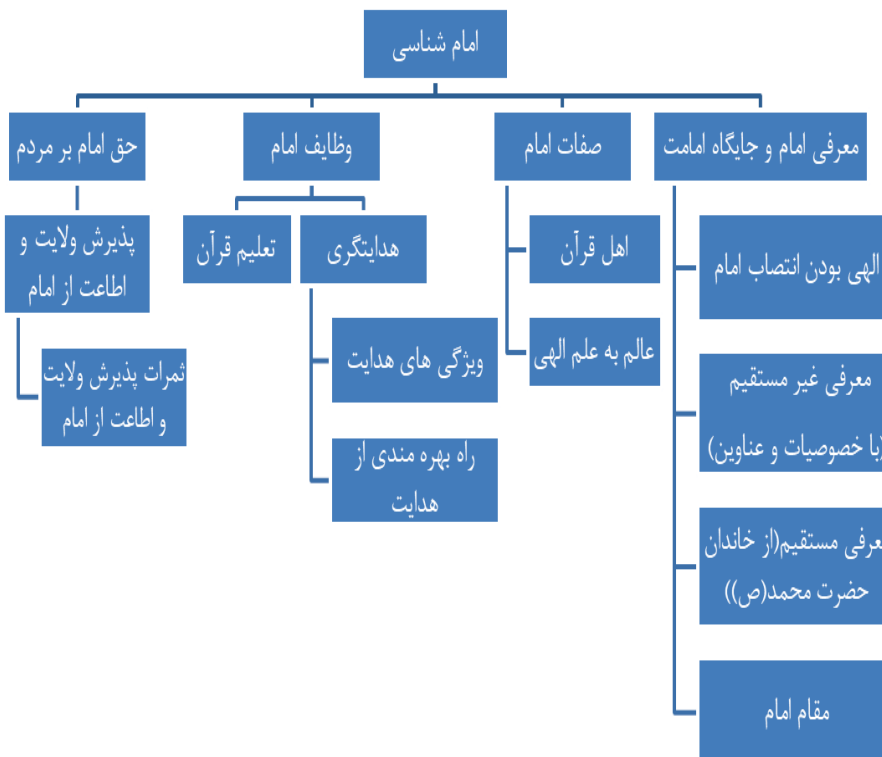 امام شناسی
معرفی امام و جایگاه امامت
صفات امام
وظایف امام
حق امام بر مردم
الهی بودن انتصاب امام
معرفی غیر مستقیم
(با خصوصیات و عناوین)
معرفی مستقیم(از خاندان
حضرت محمد(ص))
مقام امام
اهل قرآن
عالم به علم الهی
هدایتگری
ویژگی های هدایت
راه بهره مندی از
هدایت
تعلیم قرآن
پذیرش ولایت و
اطاعت از امام
ثمرات پذیرش ولایت
و اطاعت از امام